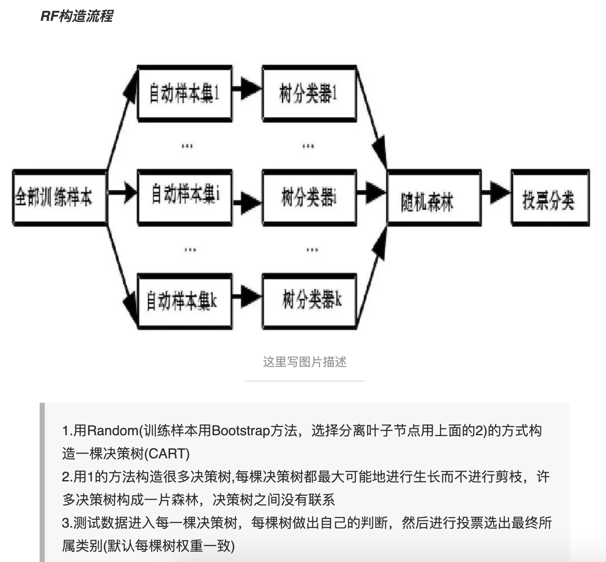 RF构造流程
自动样本集1
树分类器1
...
...
全部训练样本
自动样本集i
树分类器i
随机森林
投票分类
...
...
自动样本集k
树分类器k
这里写图片描述
1.用Random(训练样本用Bootstrap方法，选择分离叶子节点用上面的2)的方式构
造一棵决策树(CART)
2.用1的方法构造很多决策树,每棵决策树都最大可能地进行生长而不进行剪枝，许
多决策树构成一片森林，决策树之间没有联系
3.测试数据进入每一棵决策树，每棵树做出自己的判断，然后进行投票选出最终所
属类别(默认每棵树权重一致)